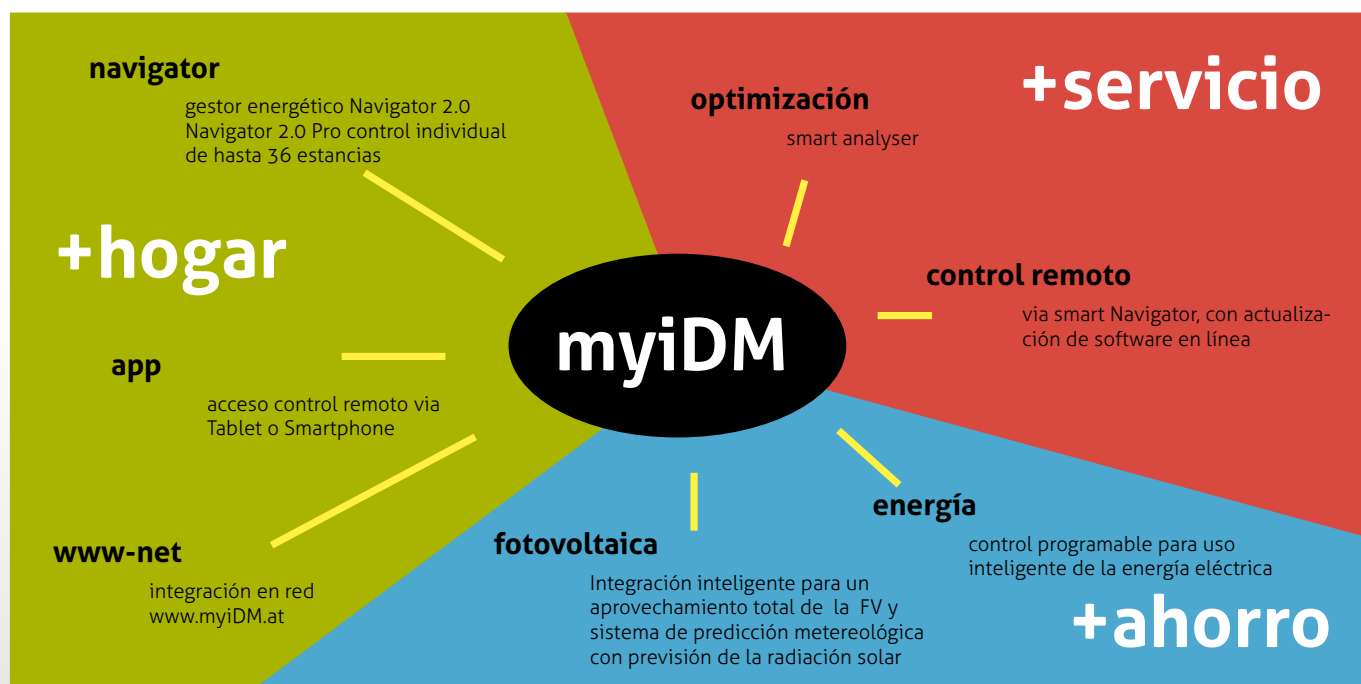 navigator
gestor energético Navigator 2.0
Navigator 2.0 Pro control individual
de hasta 36 estancias
+hogar
app
acceso control remoto via
Tablet o Smartphone
www-net
integración en red
www.myiDM.at
myiDM
optimización
smart analyser
+servicio
control remoto
via smart Navigator, con actualiza-
ción de software en línea
fotovoltaica
Integración inteligente para un
aprovechamiento total de la FV y
sistema de predicción metereológica
con previsión de la radiación solar
energía
control programable para uso
inteligente de la energía eléctrica
+ahorro